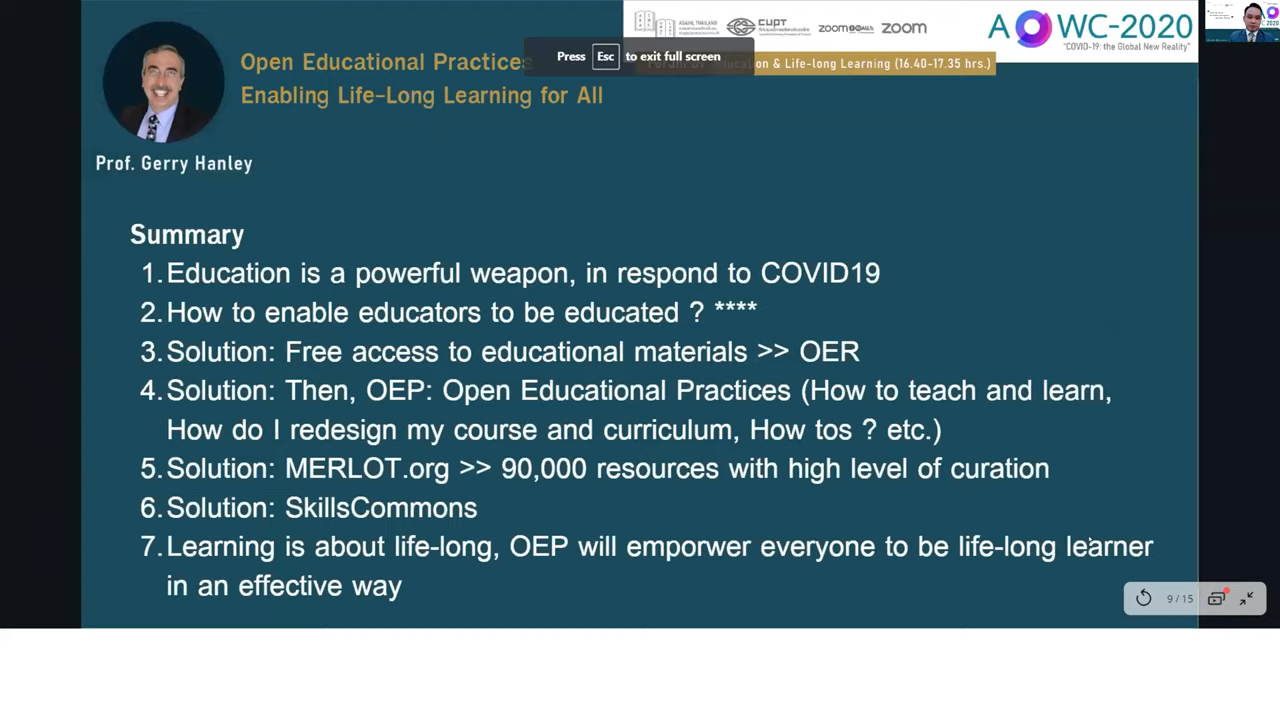 ASAIHL THAILAND
CUPT
ZOOM
ZOOM
AOWC-2020
"COVID-19: the Global New Reality"
Open Educational Practices
Enabling Life-Long Learning for All
Press Esc to exit full screen
& Life-long Learning (16.40-17.35 hrs.)
Prof. Gerry Hanley
Summary
1. Education is a powerful weapon, in respond to COVID19
2. How to enable educators to be educated ? ****
3. Solution: Free access to educational materials >> OER
4. Solution: Then, OEP: Open Educational Practices (How to teach and learn,
How do I redesign my course and curriculum, How tos ? etc.)
5. Solution: MERLOT.org >> 90,000 resources with high level of curation
6. Solution: SkillsCommons
7. Learning is about life-long, OEP will emporwer everyone to be life-long learner
in an effective way
9 / 15